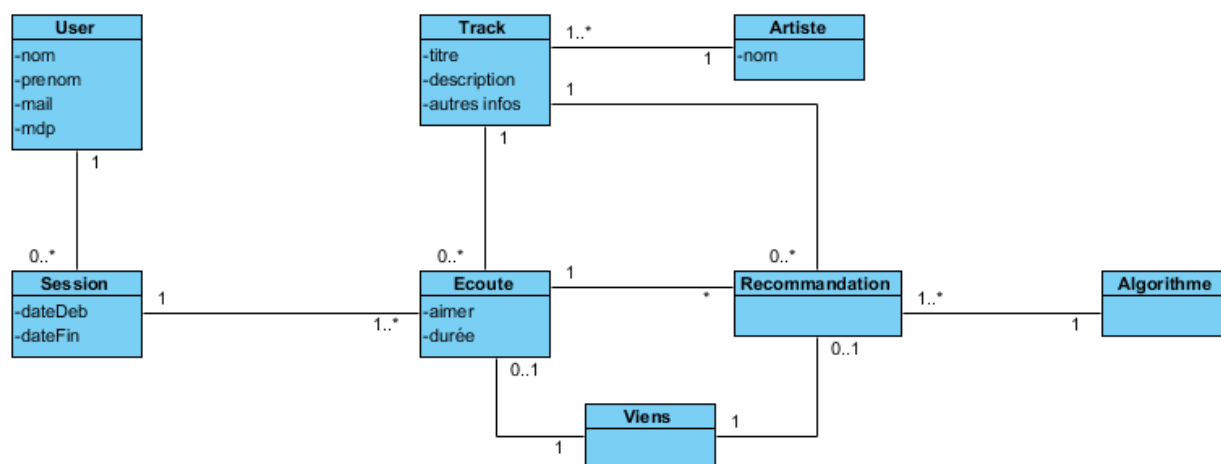 User
-nom
-prenom
-mail
-mdp
1
0..*
Track
-titre
-description
-autres infos
1..*
1
Artiste
-nom
1
1
0..*
0..*
Session
-dateDeb
-dateFin
1
1..*
Ecoute
-aimer
-durée
1
*
Recommandation
1..*
1
Algorithme
0..1
0..1
Viens
1
1